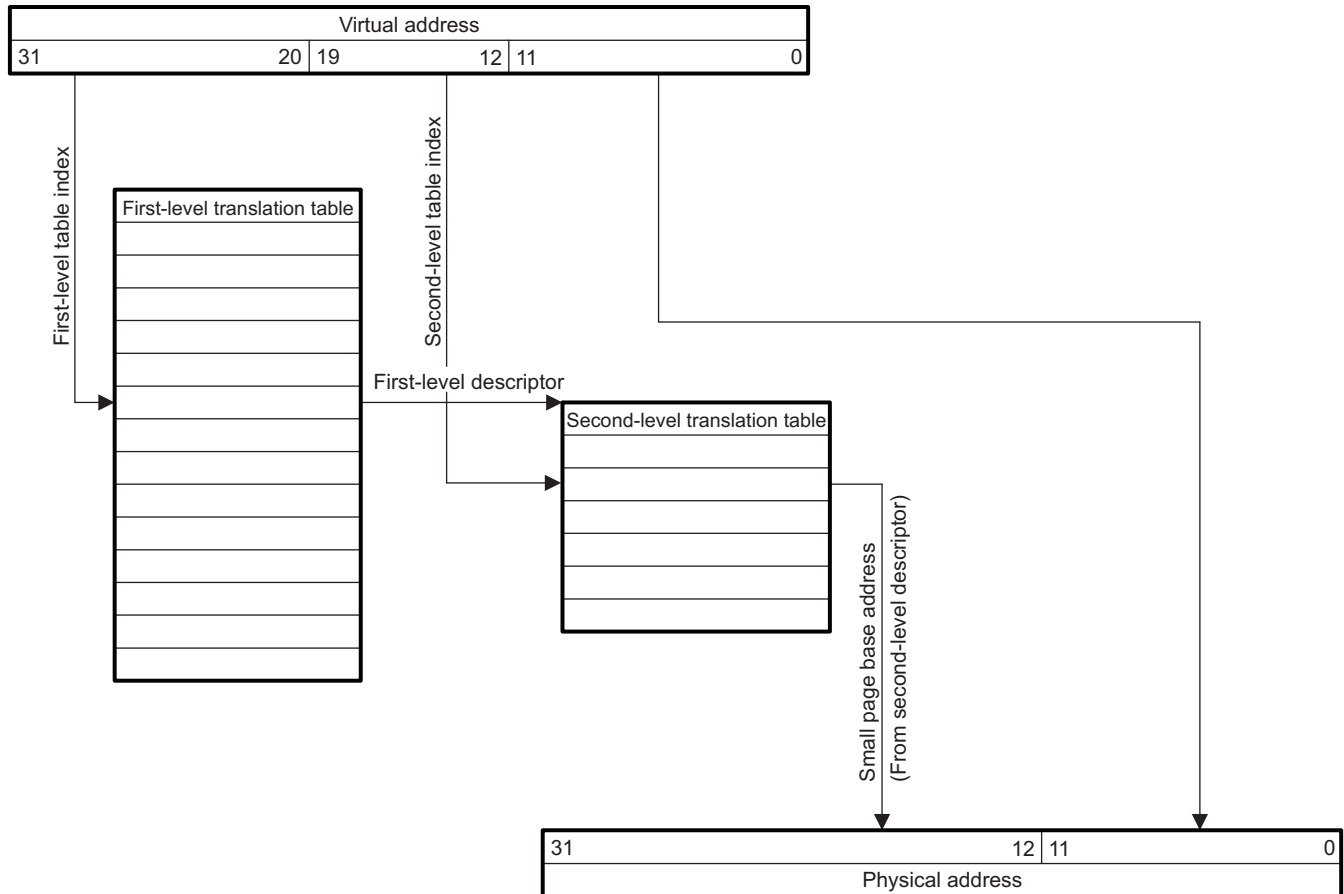 Virtual address
31 20 19 12 11 0
First-level table index
Second-level table index
First-level translation table
First-level descriptor
Second-level translation table
Small page base address
(From second-level descriptor)
31 12 11 0
Physical address